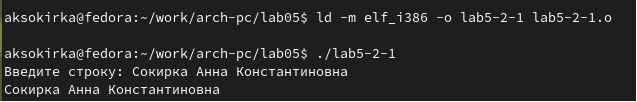 aksokirka@fedora:~/work/arch-pc/lab05$ ld -m elf_i386 -o lab5-2-1 lab5-2-1.o
aksokirka@fedora:~/work/arch-pc/lab05$ ./lab5-2-1
Введите строку: Сокирка Анна Константиновна
Сокирка Анна Константиновна